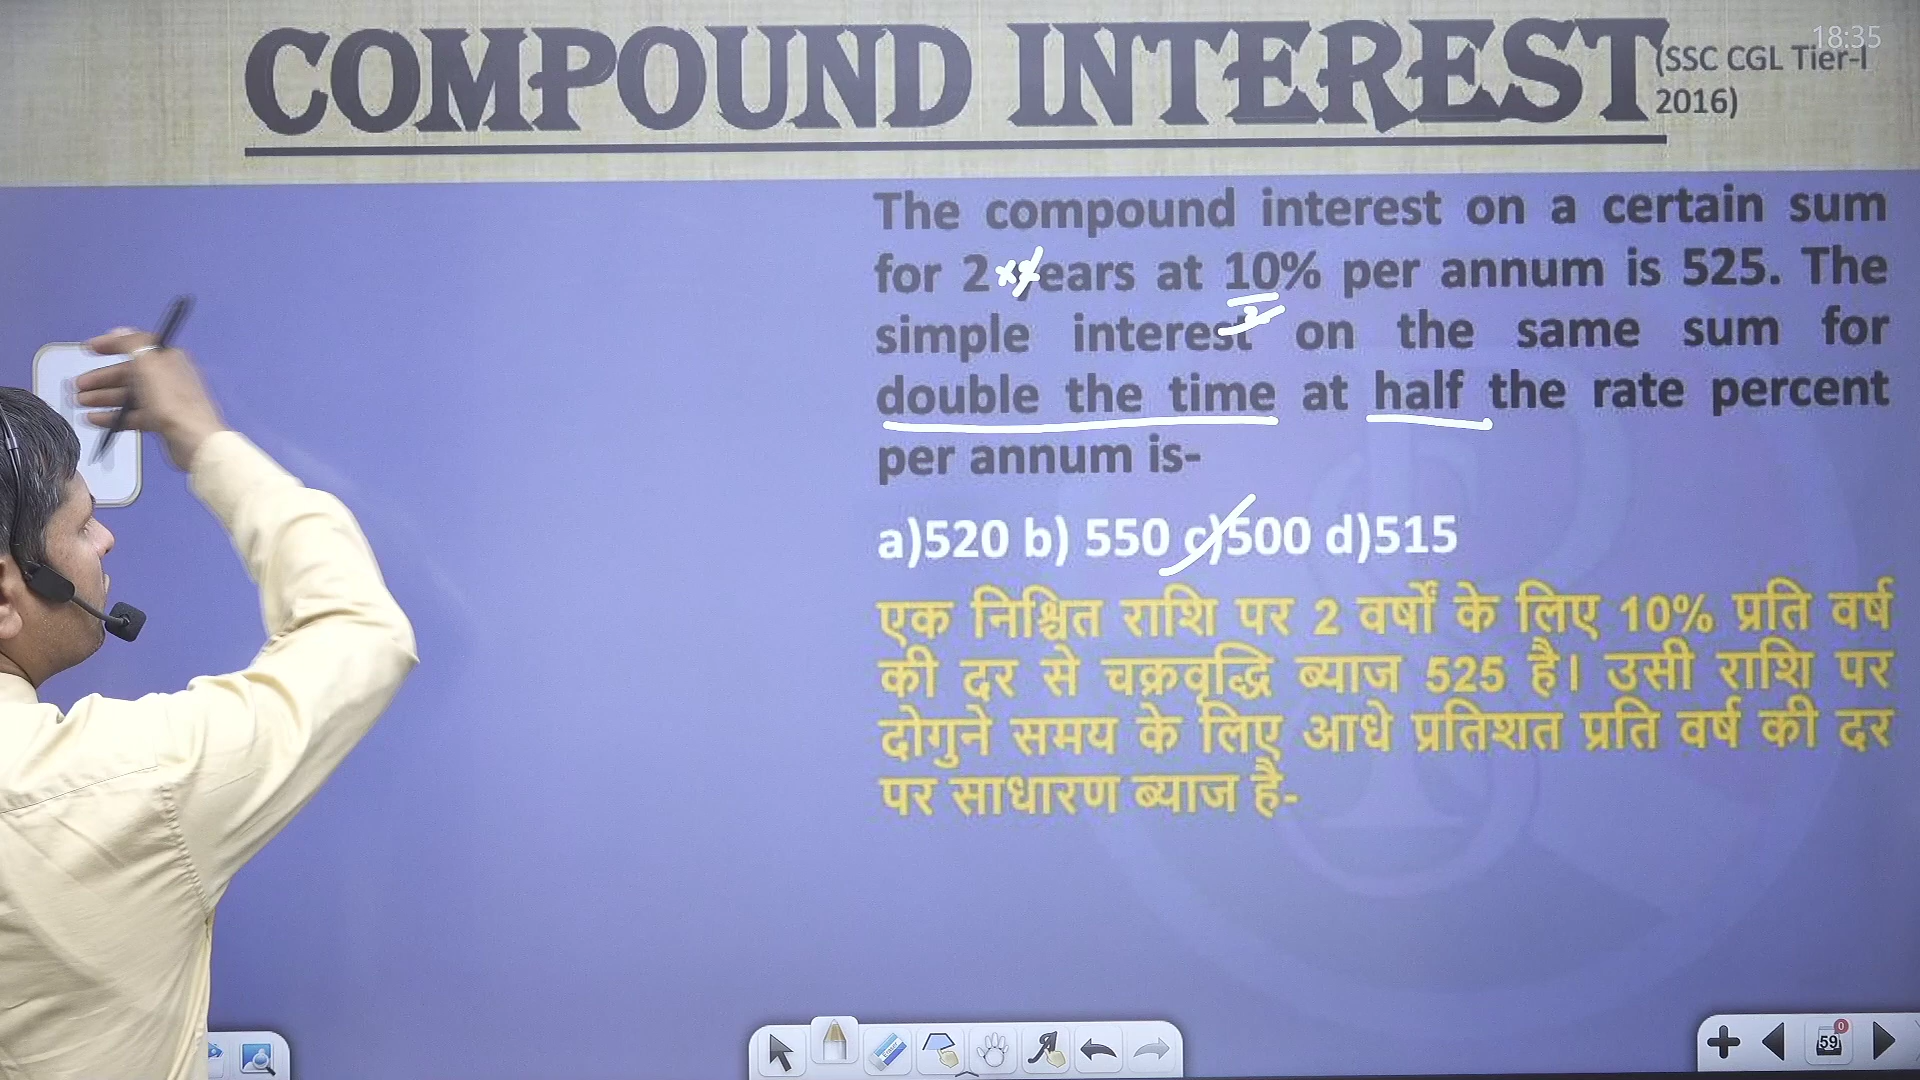 COMPOUND INTEREST
(SSC CGL Tier-I
2016)
18:35
The compound interest on a certain sum
for 2 years at 10% per annum is 525. The
simple interest on the same sum for
double the time at half the rate percent
per annum is-
a)520 b) 550 c)500 d)515
एक निश्चित राशि पर 2 वर्षों के लिए 10% प्रति वर्ष
की दर से चक्रवृद्धि ब्याज 525 है। उसी राशि पर
दोगुने समय के लिए आधे प्रतिशत प्रति वर्ष की दर
पर साधारण ब्याज है-
59
0